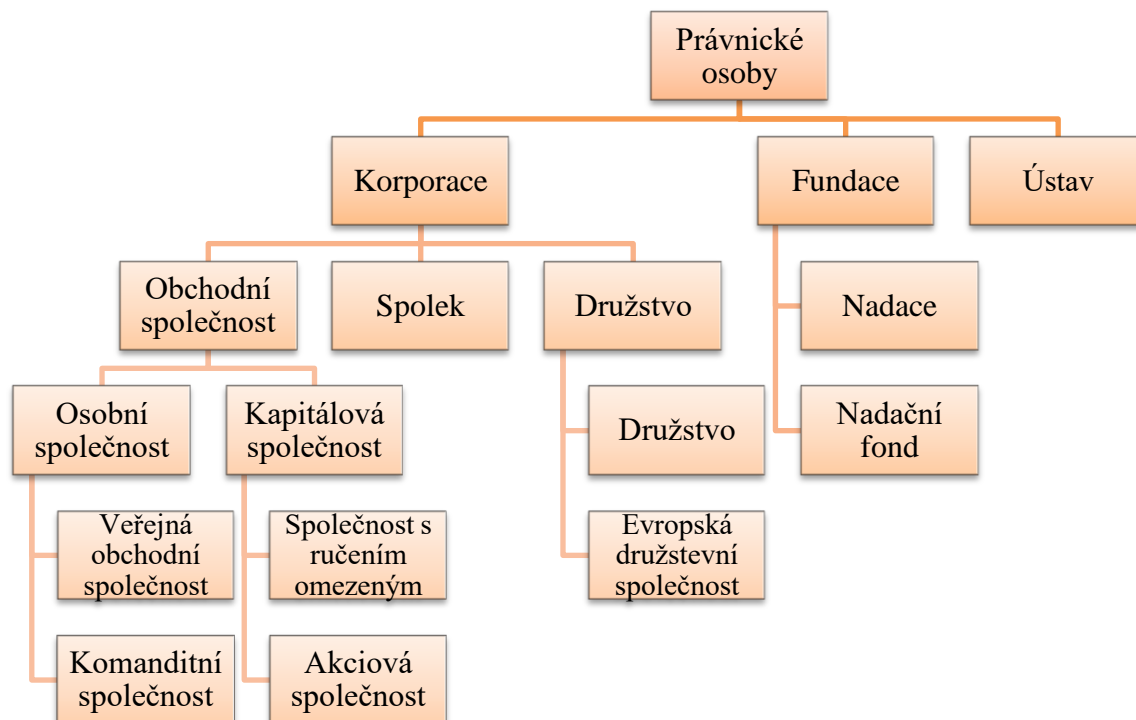 Právnické
osoby
Korporace
Fundace
Ústav
Obchodní
společnost
Spolek
Družstvo
Nadace
Osobní
společnost
Kapitálová
společnost
Družstvo
Nadační
fond
Veřejná
obchodní
společnost
Společnost s
ručením
omezeným
Evropská
družstevní
společnost
Komanditní
společnost
Akciová
společnost